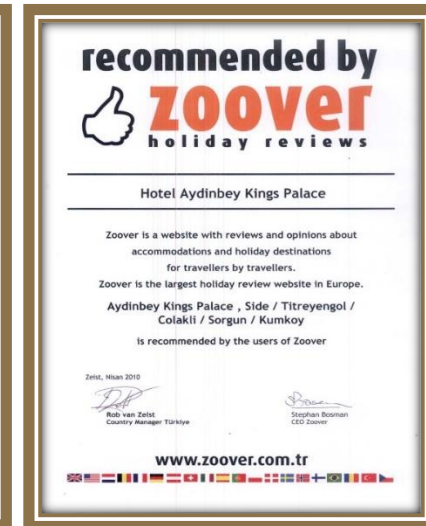 recommended by
zoover
holiday reviews
Hotel Aydinbey Kings Palace
Zoover is a website with reviews and opinions about
accommodations and holiday destinations
for travellers by travellers.
Zoover is the largest holiday review website in Europe.
Aydinbey Kings Palace , Side / Titreyengol /
Colakli / Sorgun / Kumkoy
is recommended by the users of Zoover
Zeist, Nisan 2010
Rob van Zelst
Country Manager Türkiye
Stephan Bosman
CEO Zoover
www.zoover.com.tr